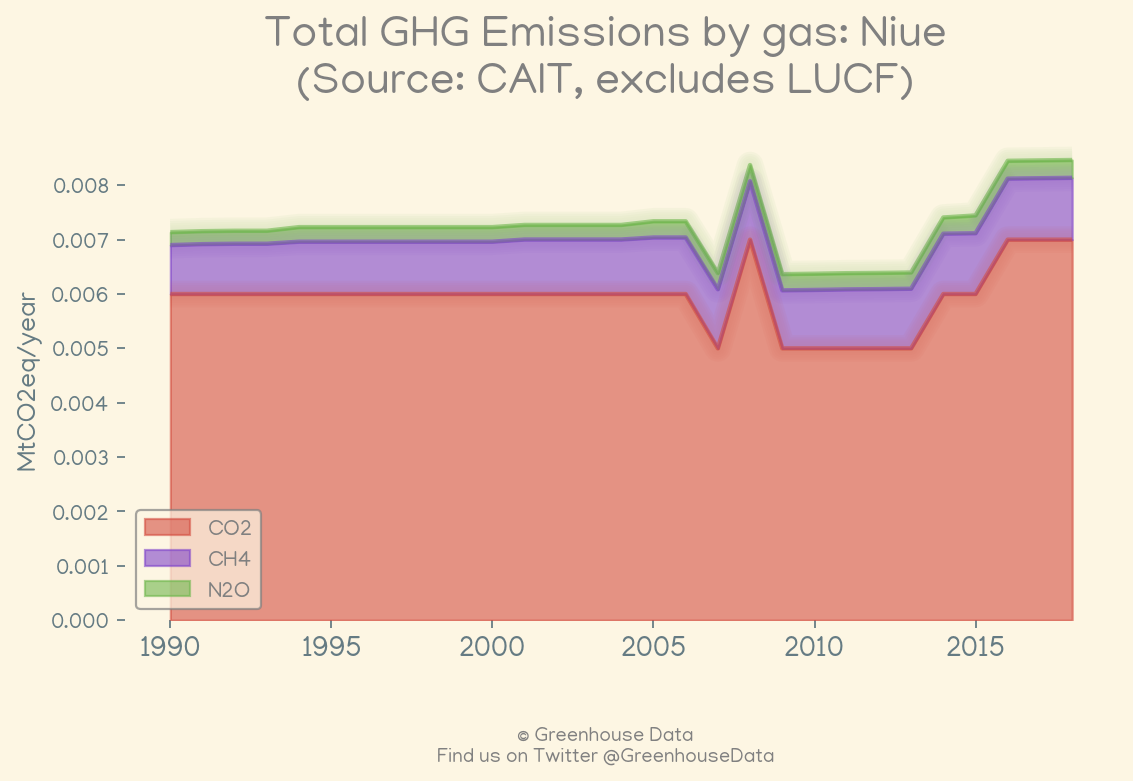 Total GHG Emissions by gas: Niue
(Source: CAIT, excludes LUCF)
MtCO2eq/year
0.008
0.007
0.006
0.005
0.004
0.003
0.002
0.001
0.000
CO2
CH4
N2O
1990 1995 2000 2005 2010 2015
© Greenhouse Data
Find us on Twitter @GreenhouseData